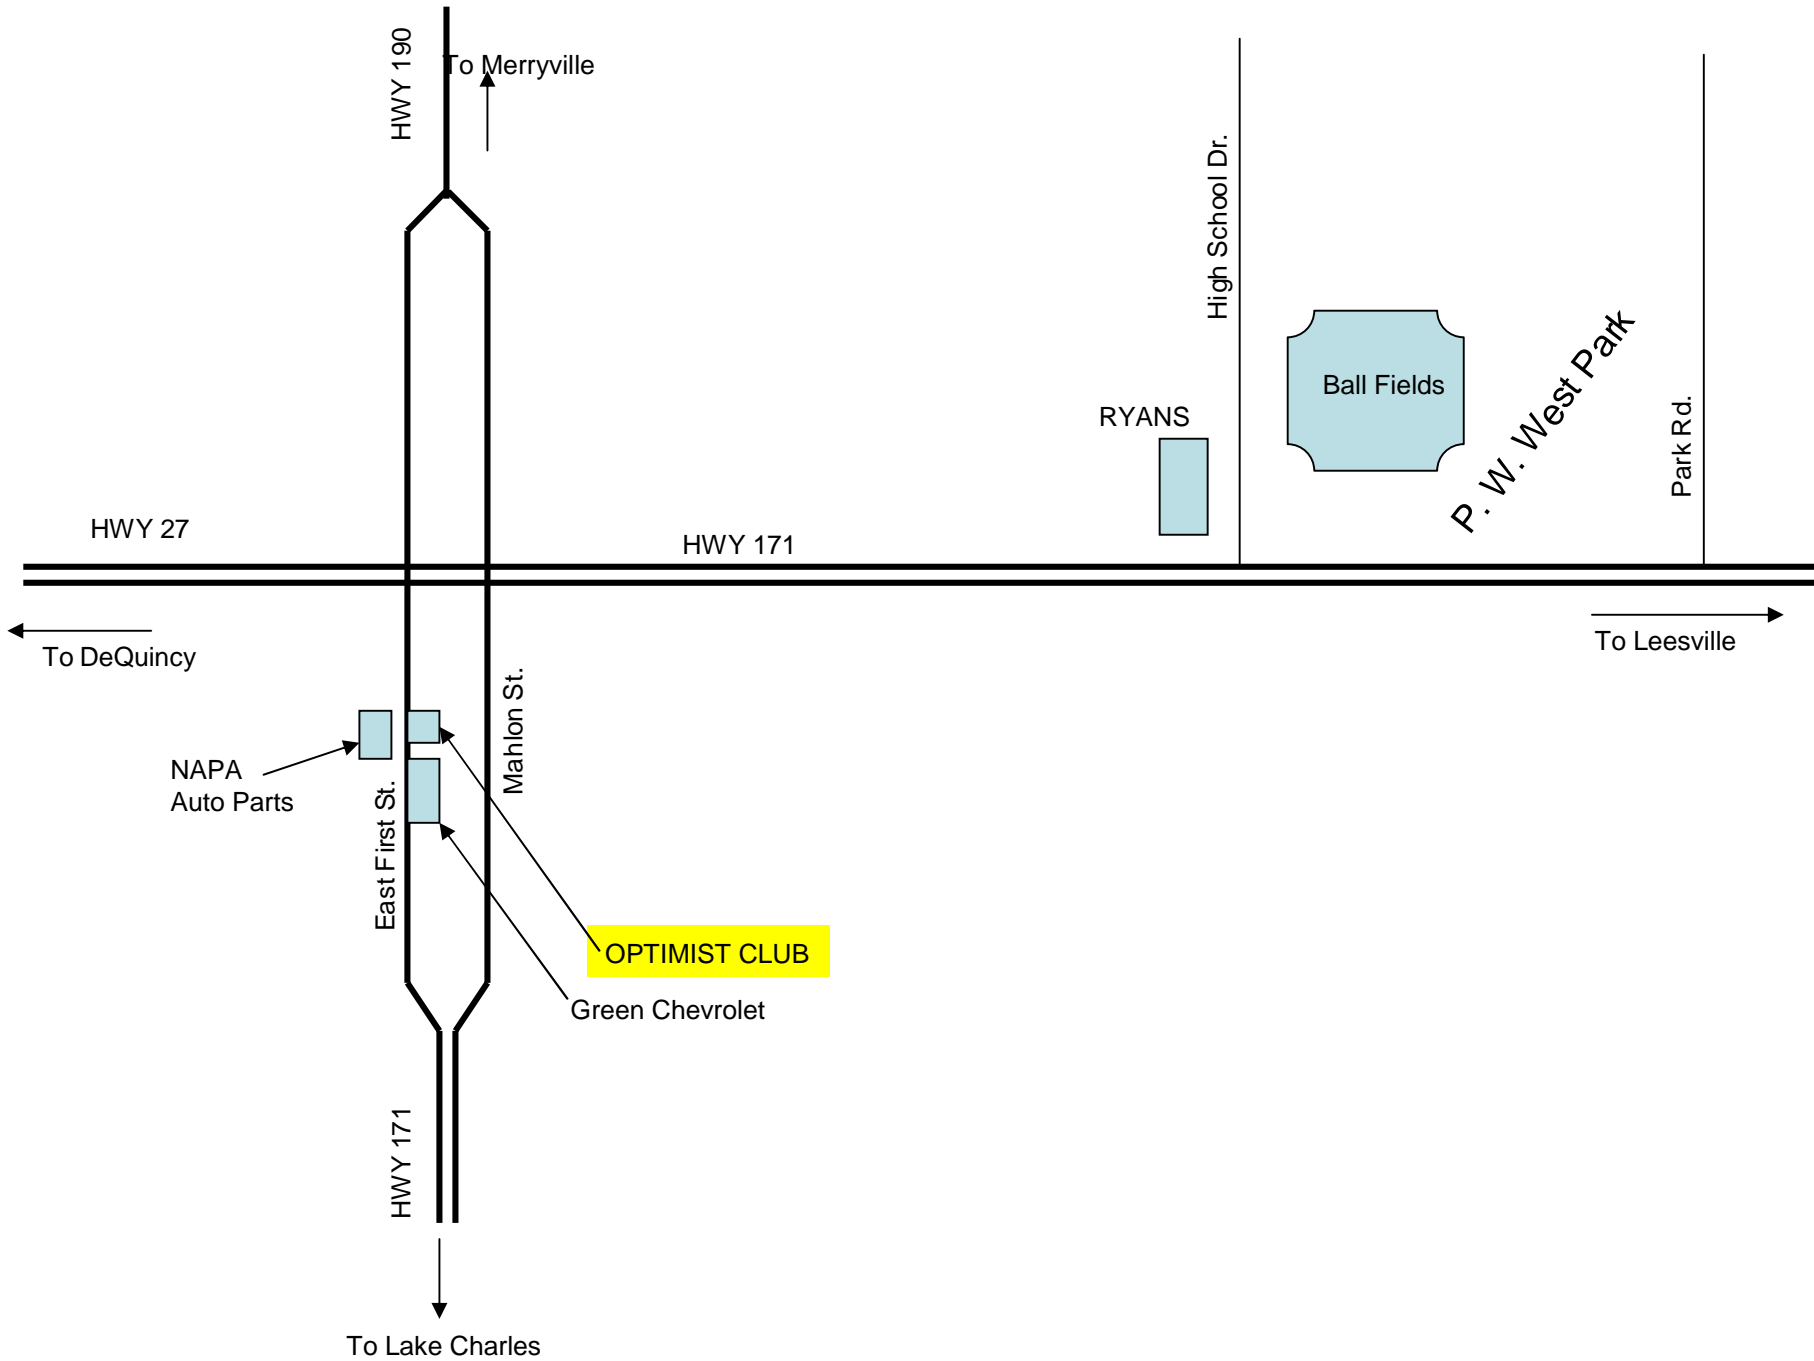 HWY 190
To Merryville
High School Dr.
Ball Fields
P. W. West Park
Park Rd.
RYANS
HWY 27
HWY 171
To DeQuincy
To Leesville
Mahlon St.
NAPA
Auto Parts
East First St.
OPTIMIST CLUB
Green Chevrolet
HWY 171
To Lake Charles